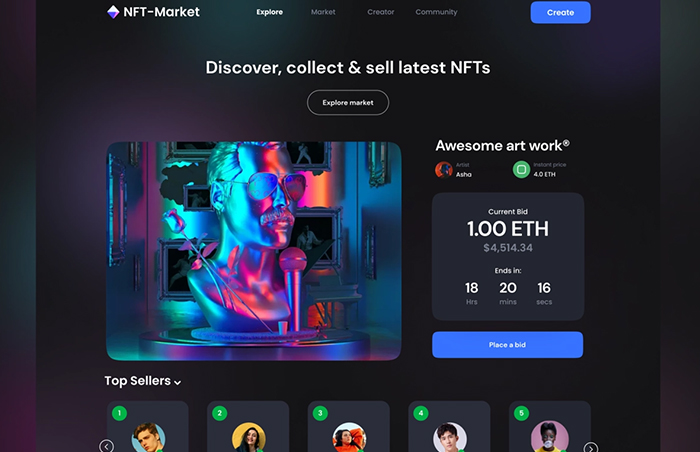 NFT-Market
Explore
Market
Creator
Community
Create
Discover, collect & sell latest NFTs
Explore market
Awesome art work®
Artist
Asha
Instant price
4.0 ETH
Current Bid
1.00 ETH
$4,514.34
Ends in:
18 20 16
Hrs mins secs
Place a bid
Top Sellers
1 2 3 4 5